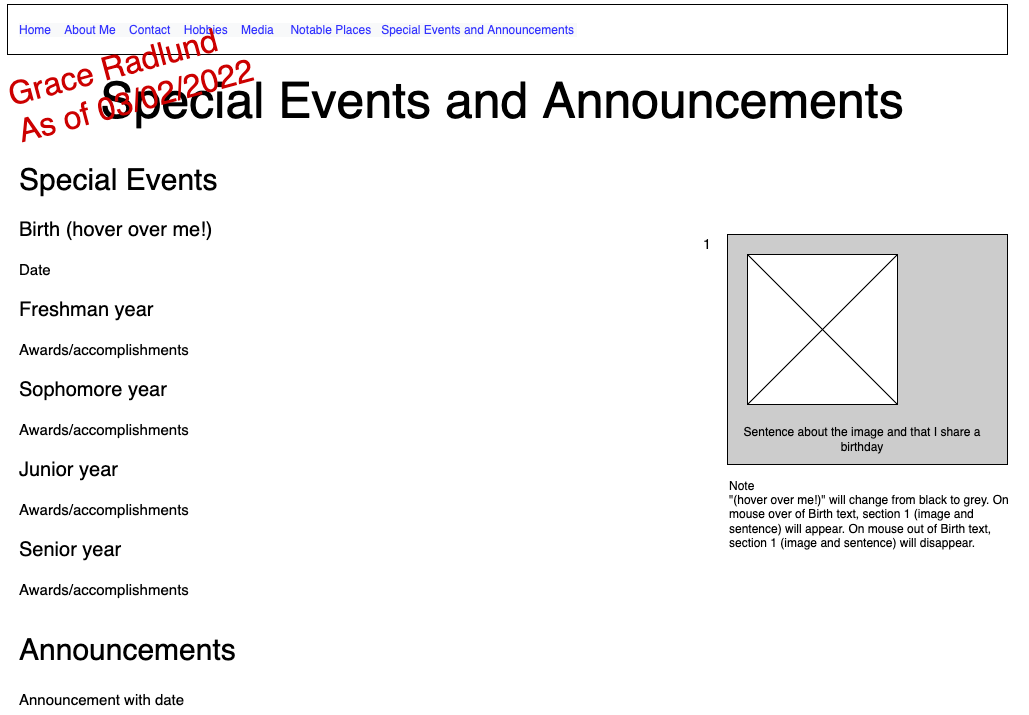 Home About Me Contact Hobbies Media Notable Places Special Events and Announcements
Grace Radlund
As of 03/02/2022
Special Events and Announcements
Special Events
Birth (hover over me!)
Date
Freshman year
Awards/accomplishments
Sophomore year
Awards/accomplishments
Junior year
Awards/accomplishments
Senior year
Awards/accomplishments
Announcements
Announcement with date
1
Sentence about the image and that I share a
birthday
Note
"(hover over me!)" will change from black to grey. On
mouse over of Birth text, section 1 (image and
sentence) will appear. On mouse out of Birth text,
section 1 (image and sentence) will disappear.